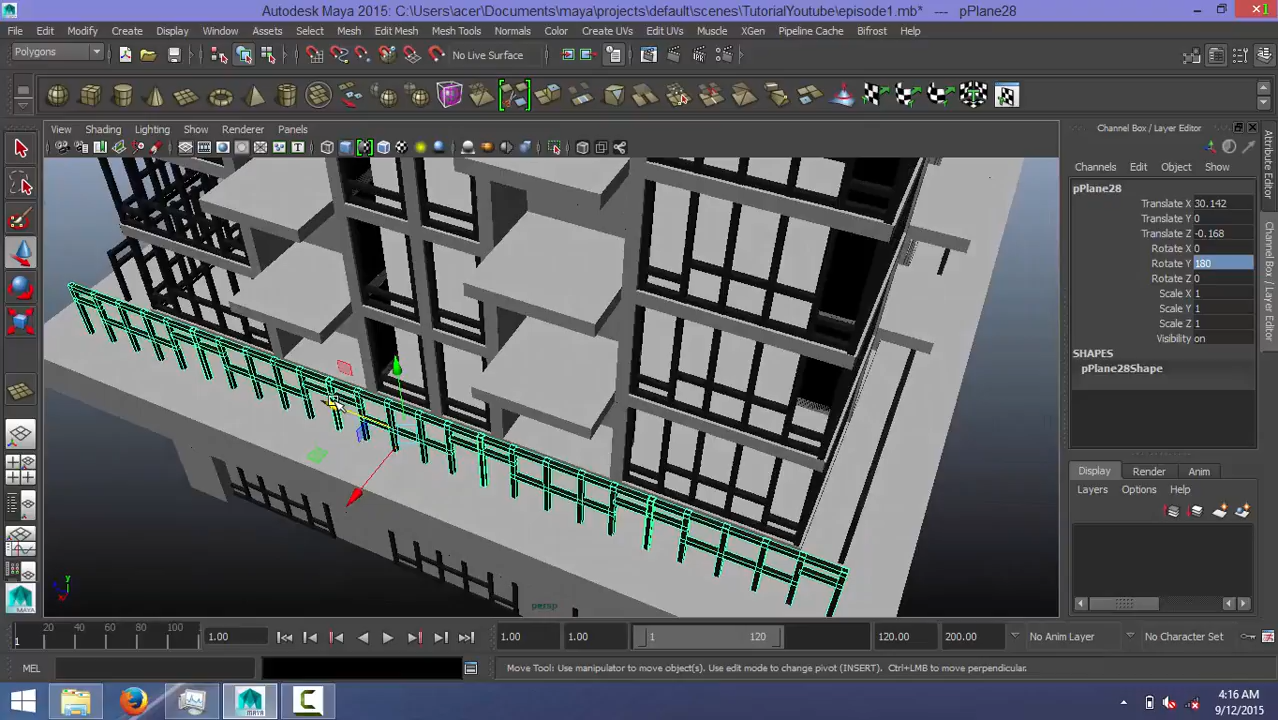 Autodesk Maya 2015: C:\Users\acer\Documents\maya\projects\default\scenes\TutorialYoutube\episode1.mb* --- pPlane28
File Edit Modify Create Display Window Assets Select Mesh Edit Mesh Mesh Tools Normals Color Create UVs Edit UVs Muscle XGen Pipeline Cache Bifrost Help
Polygons No Live Surface
View Shading Lighting Show Renderer Panels
Channel Box / Layer Editor
Channels Edit Object Show
pPlane28
Translate X 30.142
Translate Y 0
Translate Z -0.168
Rotate X 0
Rotate Y 180
Rotate Z 0
Scale X 1
Scale Y 1
Scale Z 1
Visibility on
SHAPES
pPlane28Shape
Attribute Editor
Channel Box / Layer Editor
Display Render Anim
Layers Options Help
y
persp
1 20 40 60 80 100 1.00 1.00 1.00 1 120 120.00 200.00 No Anim Layer No Character Set
MEL Move Tool: Use manipulator to move object(s). Use edit mode to change pivot (INSERT). Ctrl+LMB to move perpendicular.
4:16 AM
9/12/2015